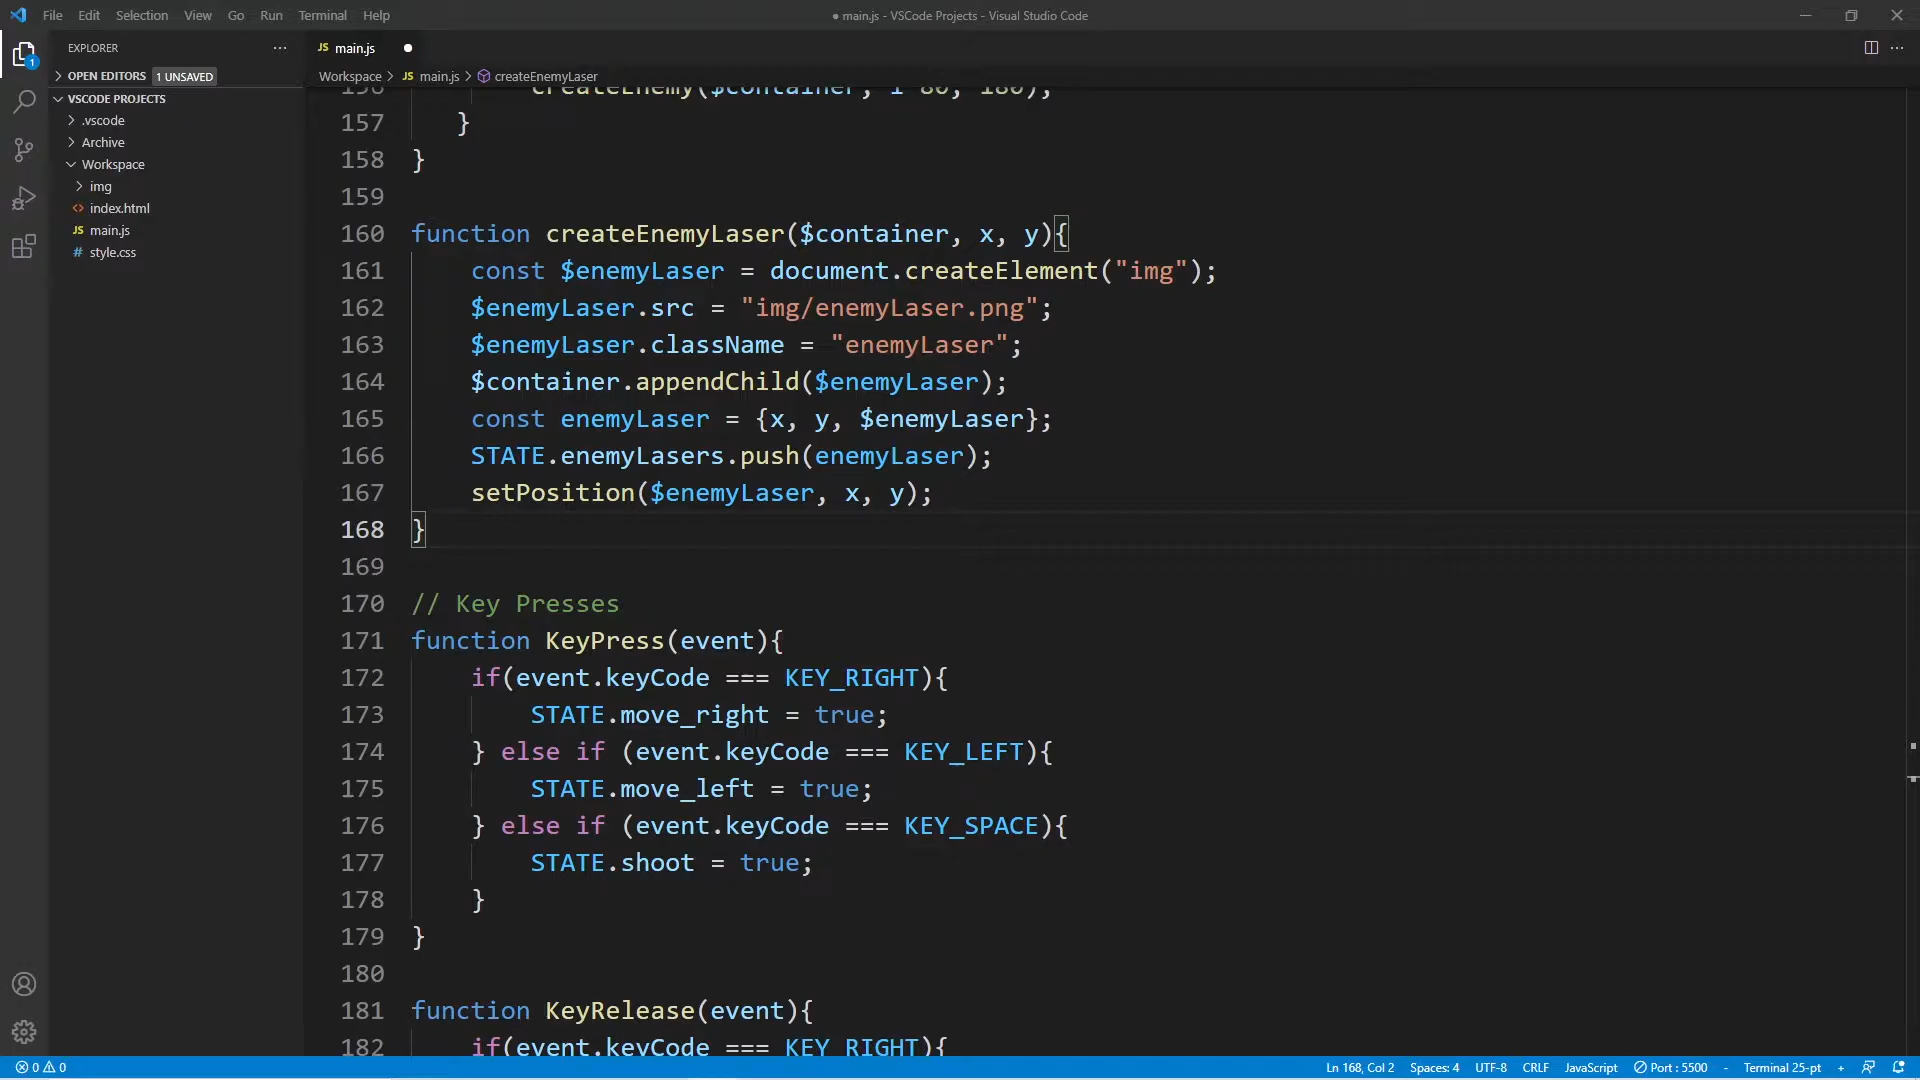 File Edit Selection View Go Run Terminal Help
● main.js - VSCode Projects - Visual Studio Code
EXPLORER
JS main.js
OPEN EDITORS 1 UNSAVED
Workspace > JS main.js > createEnemyLaser
VSCODE PROJECTS
.vscode
Archive
Workspace
img
index.html
JS main.js
# style.css
1
157 }
158 }
159
160 function createEnemyLaser($container, x, y){
161 const $enemyLaser = document.createElement("img");
162 $enemyLaser.src = "img/enemyLaser.png";
163 $enemyLaser.className = "enemyLaser";
164 $container.appendChild($enemyLaser);
165 const enemyLaser = {x, y, $enemyLaser};
166 STATE.enemyLasers.push(enemyLaser);
167 setPosition($enemyLaser, x, y);
168 }
169
170 // Key Presses
171 function KeyPress(event){
172 if(event.keyCode === KEY_RIGHT){
173 STATE.move_right = true;
174 } else if (event.keyCode === KEY_LEFT){
175 STATE.move_left = true;
176 } else if (event.keyCode === KEY_SPACE){
177 STATE.shoot = true;
178 }
179 }
180
181 function KeyRelease(event){
182 if(event.keyCode === KEY_RIGHT){
0 0 Ln 168, Col 2 Spaces: 4 UTF-8 CRLF JavaScript Port : 5500 - Terminal 25-pt +